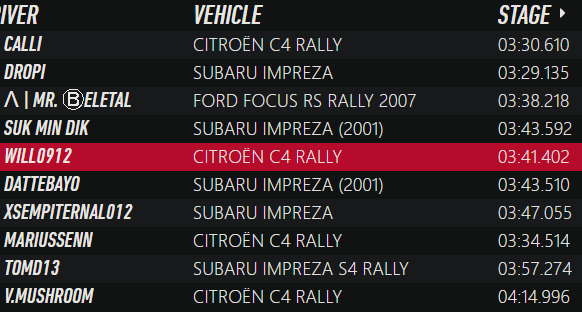 IVER VEHICLE STAGE
CALLI CITROËN C4 RALLY 03:30.610
DROPI SUBARU IMPREZA 03:29.135
Λ | MR. ⒷELETAL FORD FOCUS RS RALLY 2007 03:38.218
SUK MIN DIK SUBARU IMPREZA (2001) 03:43.592
WILL0912 CITROËN C4 RALLY 03:41.402
DATTEBAYO SUBARU IMPREZA (2001) 03:43.510
XSEMPITERNAL012 SUBARU IMPREZA 03:47.055
MARIUSSENN CITROËN C4 RALLY 03:34.514
TOMD13 SUBARU IMPREZA S4 RALLY 03:57.274
V.MUSHROOM CITROËN C4 RALLY 04:14.996